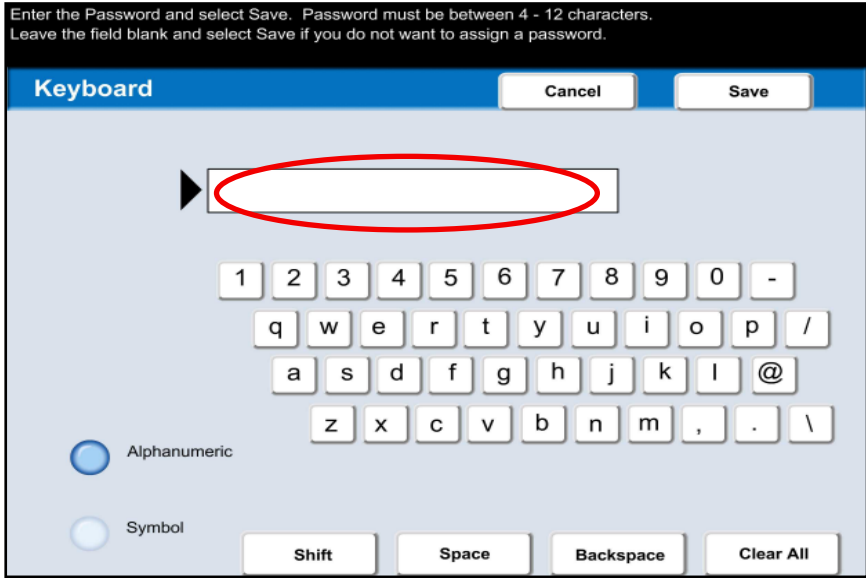 Enter the Password and select Save. Password must be between 4 - 12 characters.
Leave the field blank and select Save if you do not want to assign a password.
Keyboard Cancel Save
1 2 3 4 5 6 7 8 9 0 -
q w e r t y u i o p /
a s d f g h j k l @
z x c v b n m , . \
Alphanumeric
Symbol
Shift Space Backspace Clear All